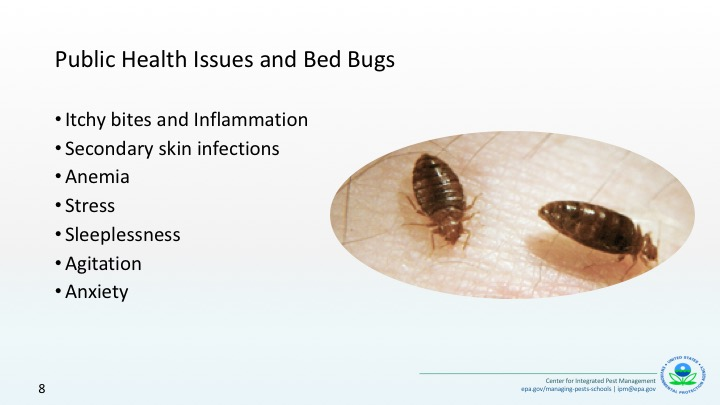 Public Health Issues and Bed Bugs
• Itchy bites and Inflammation
• Secondary skin infections
• Anemia
• Stress
• Sleeplessness
• Agitation
• Anxiety
8
Center for Integrated Pest Management
epa.gov/managing-pests-schools | ipm@epa.gov